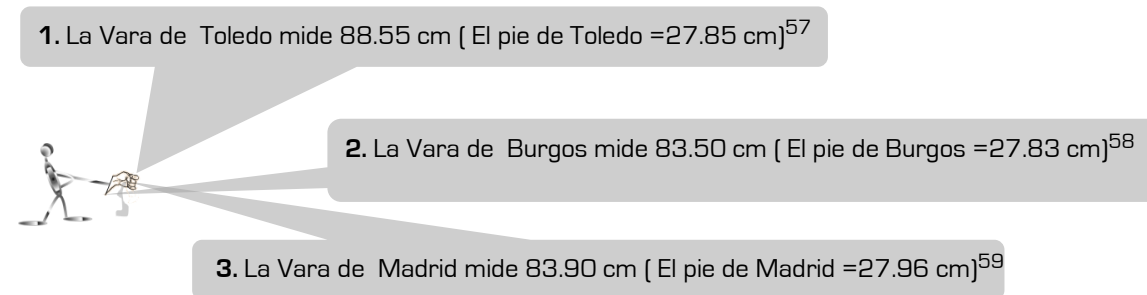 1. La Vara de Toledo mide 88.55 cm ( El pie de Toledo =27.85 cm)57
2. La Vara de Burgos mide 83.50 cm ( El pie de Burgos =27.83 cm)58
3. La Vara de Madrid mide 83.90 cm ( El pie de Madrid =27.96 cm)59